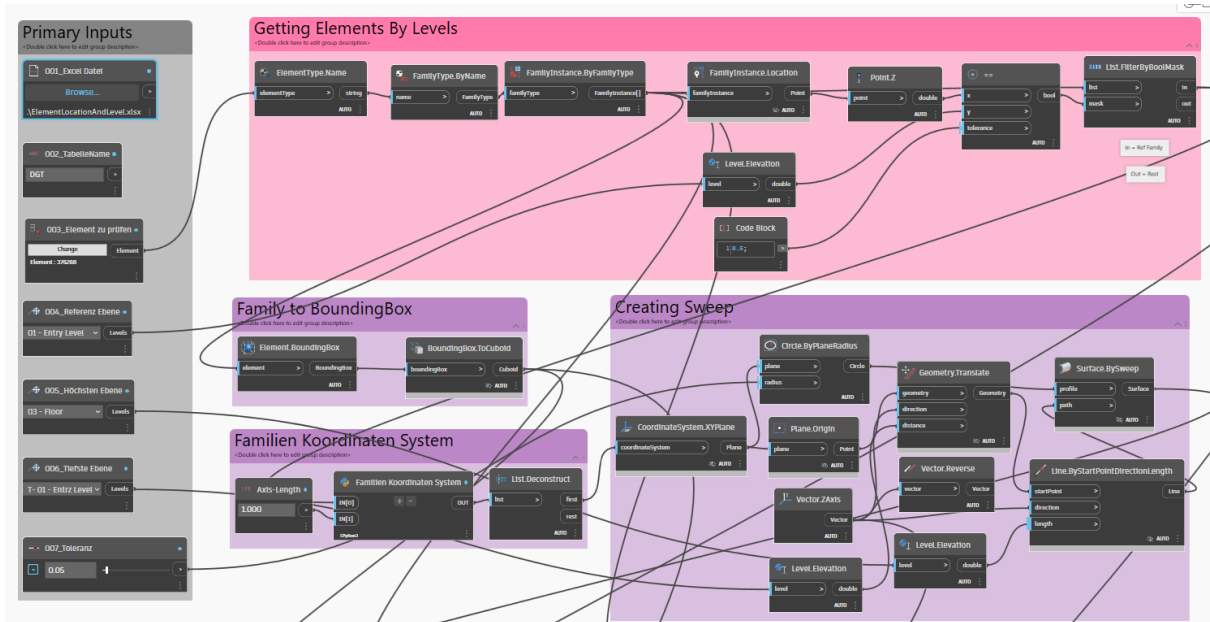 Primary Inputs
<Double click here to edit group description>
001_Excel Datei
Browse...
.\ElementLocationAndLevel.xlsx
002_TabelleName
DGT
003_Element zu prüfen
Change
Element
Element : 376288
004_Referenz Ebene
01 - Entry Level
Levels
005_Höchsten Ebene
03 - Floor
Levels
006_Tiefste Ebene
T- 01 - Entrz Level
Levels
007_Toleranz
0.05
Getting Elements By Levels
<Double click here to edit group description>
ElementType.Name
elementType > string
AUTO
FamilyType.ByName
name > FamilyType
AUTO
FamilyInstance.ByFamilyType
familyType > FamilyInstance[]
AUTO
FamilyInstance.Location
familyInstance > Point
AUTO
Point.Z
point > double
AUTO
==
x > bool
y >
tolerance >
AUTO
List.FilterByBoolMask
list > in
mask > out
AUTO
In = Ref Family
Out = Rest
Level.Elevation
level > double
AUTO
Code Block
1 0.5; >
Family to BoundingBox
<Double click here to edit group description>
Element.BoundingBox
element > BoundingBox
AUTO
BoundingBox.ToCuboid
boundingBox > Cuboid
AUTO
Familien Koordinaten System
<Double click here to edit group description>
Axis-Length
1.000 >
Familien Koordinaten System
IN[0] + - OUT
IN[1]
CPython3
List.Deconstruct
list > first
rest
AUTO
Creating Sweep
<Double click here to edit group description>
Circle.ByPlaneRadius
plane > Circle
radius >
AUTO
CoordinateSystem.XYPlane
coordinateSystem > Plane
AUTO
Plane.Origin
plane > Point
AUTO
Vector.ZAxis
Vector
AUTO
Level.Elevation
level > double
AUTO
Geometry.Translate
geometry > Geometry
direction >
distance >
AUTO
Vector.Reverse
vector > Vector
AUTO
Level.Elevation
level > double
AUTO
Surface.BySweep
profile > Surface
path >
AUTO
Line.ByStartPointDirectionLength
startPoint > Line
direction >
length >
AUTO